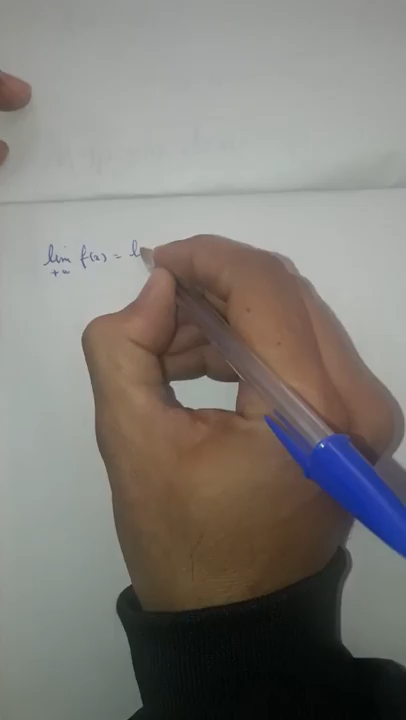 lim f(x) = l
+∞